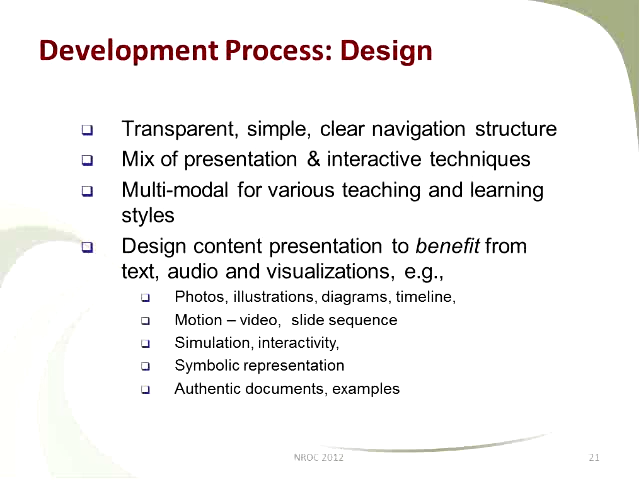 Development Process: Design
Transparent, simple, clear navigation structure
Mix of presentation & interactive techniques
Multi-modal for various teaching and learning
styles
Design content presentation to benefit from
text, audio and visualizations, e.g.,
Photos, illustrations, diagrams, timeline,
Motion – video, slide sequence
Simulation, interactivity,
Symbolic representation
Authentic documents, examples
NROC 2012
21